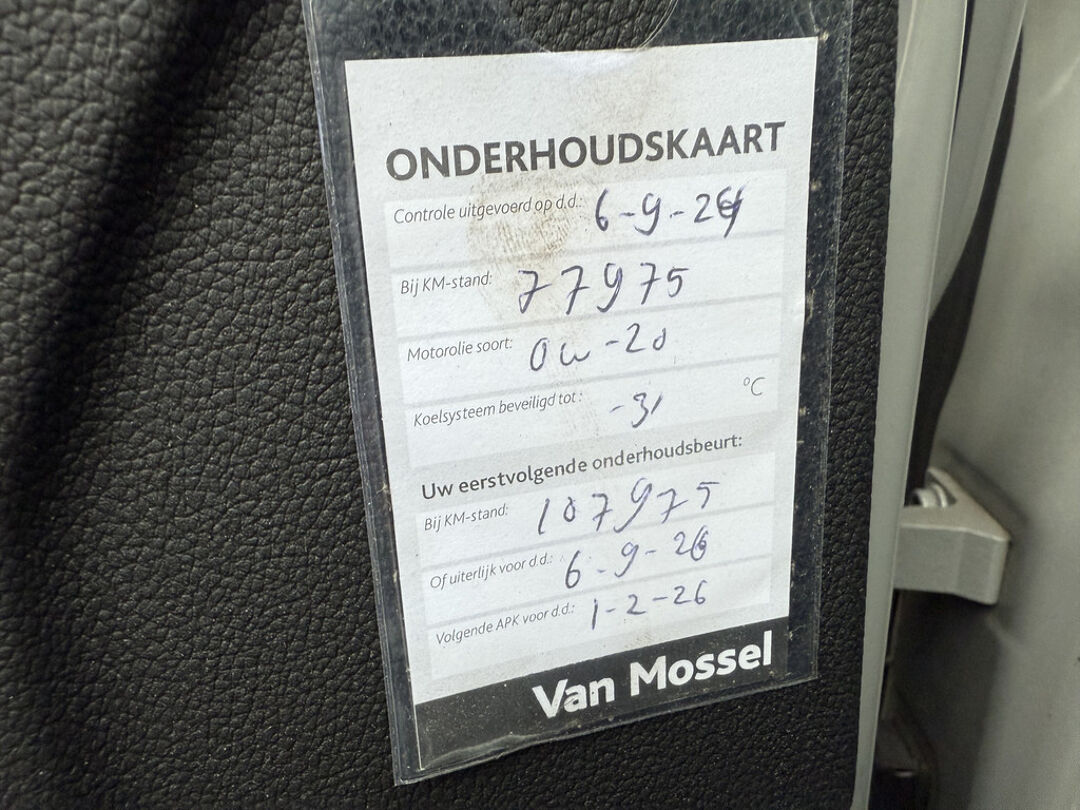 ONDERHOUDSKAART
Controle uitgevoerd op d.d.: 6-9-24
Bij KM-stand: 77975
Motorolie soort: 0w-20
Koelsysteem beveiligd tot: -31 °C
Uw eerstvolgende onderhoudsbeurt:
Bij KM-stand: 107975
Of uiterlijk voor d.d.: 6-9-26
Volgende APK voor d.d.: 1-2-26
Van Mossel